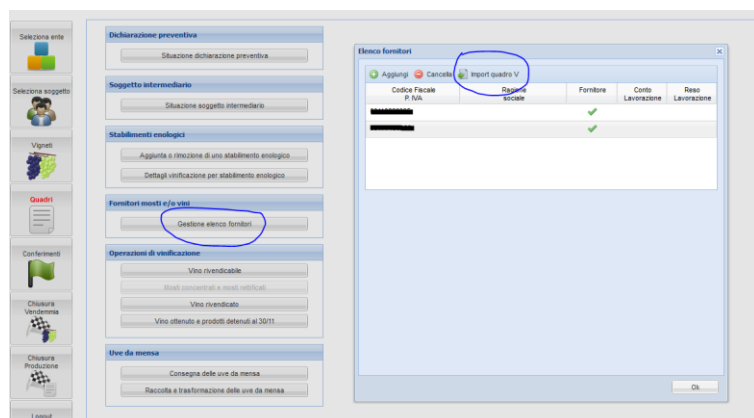 Seleziona ente
Seleziona soggetto
Vigneti
Quadri
Conferimenti
Chiusura
Vendemmia
Chiusura
Produzione
Logout
Dichiarazione preventiva
Situazione dichiarazione preventiva
Soggetto intermediario
Situazione soggetto intermediario
Stabilimenti enologici
Aggiunta o rimozione di uno stabilimento enologico
Dettagli vinificazione per stabilimento enologico
Fornitori mosti e/o vini
Gestione elenco fornitori
Operazioni di vinificazione
Vino rivendicabile
Mosti concentrati e mosti rettificati
Vino rivendicato
Vino ottenuto e prodotti detenuti al 30/11
Uve da mensa
Consegna delle uve da mensa
Raccolta e trasformazione delle uve da mensa
Elenco fornitori
Aggiungi Cancella Import quadro V
Codice Fiscale Ragione Fornitore Conto Reso
P. IVA sociale Lavorazione Lavorazione
Ok